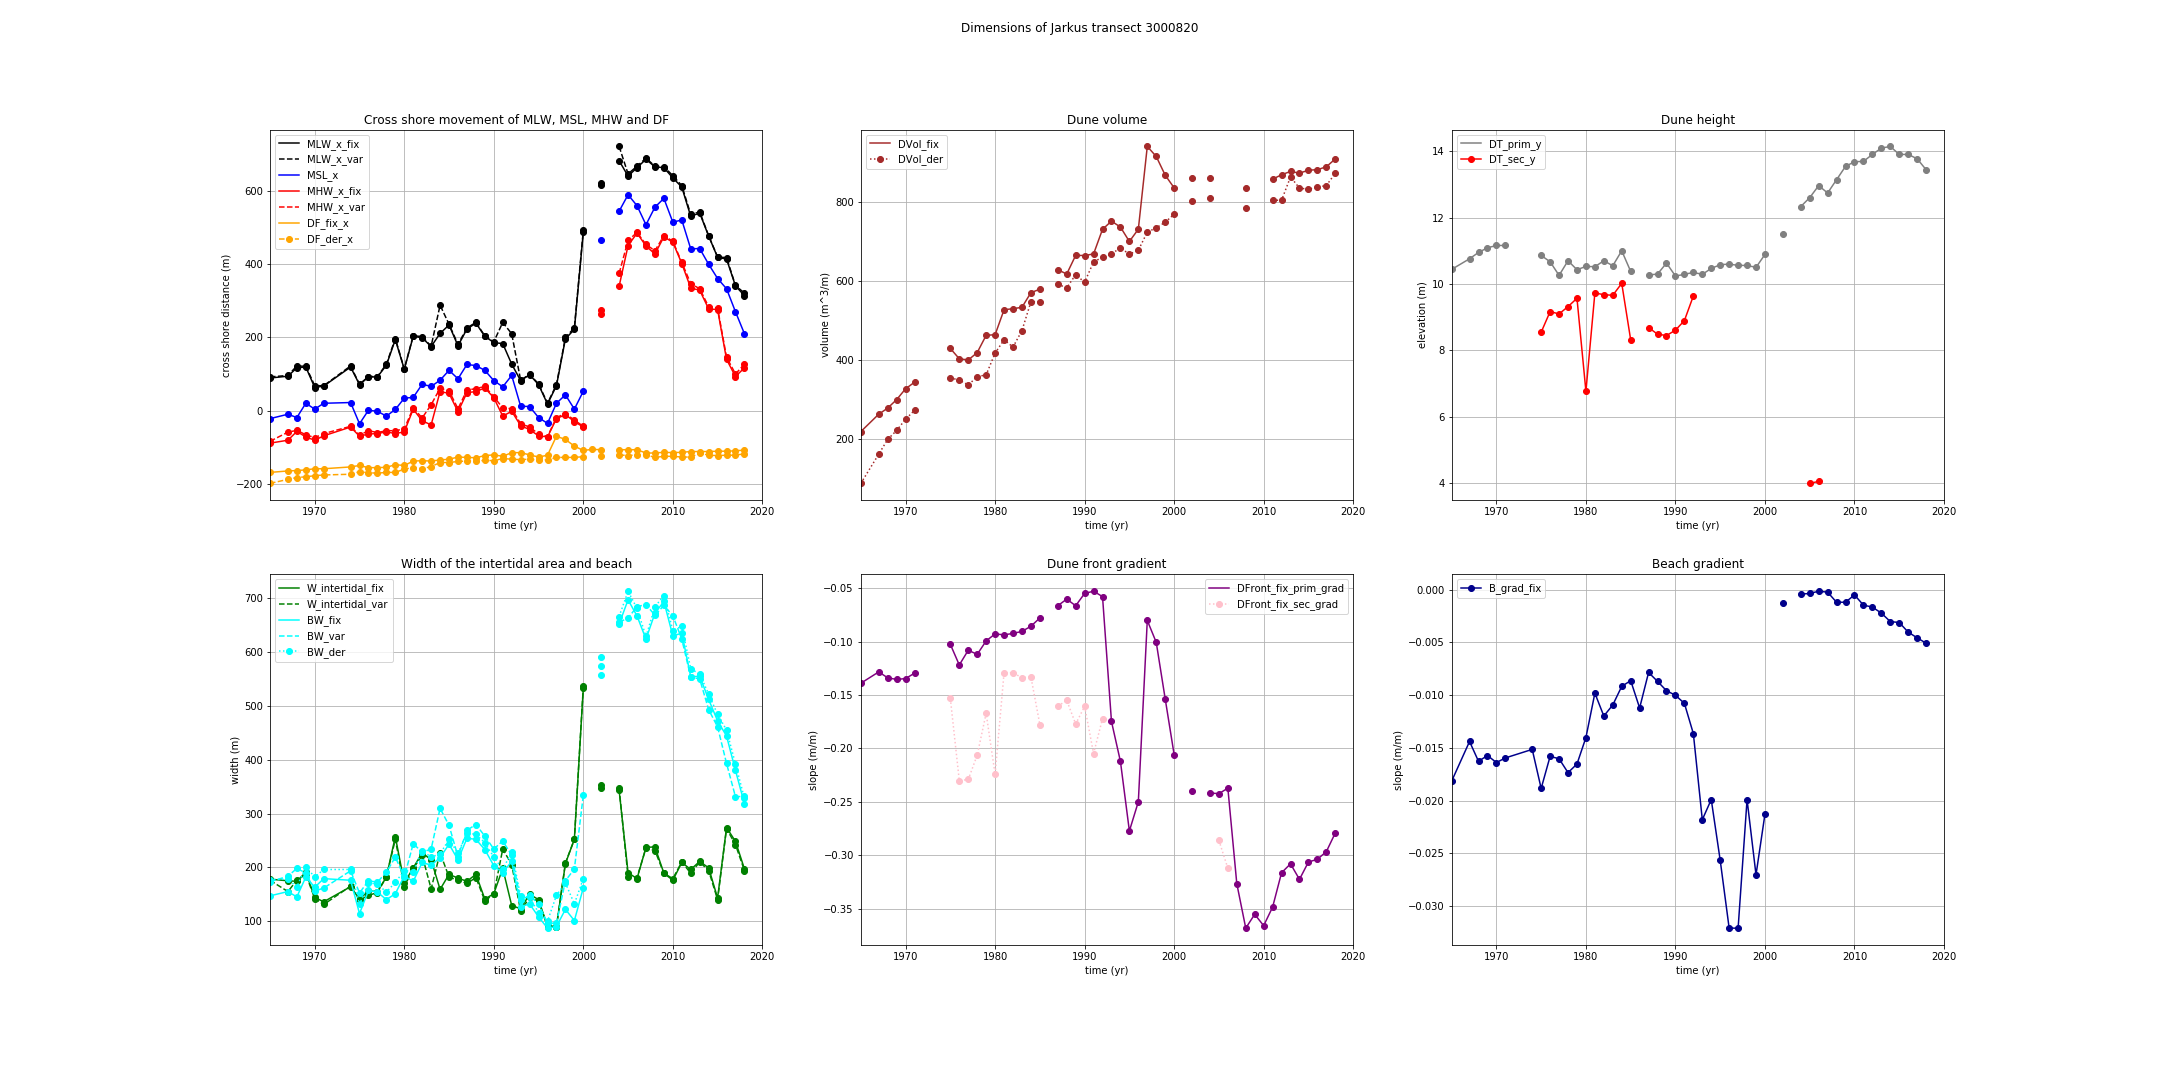 Dimensions of Jarkus transect 3000820
Cross shore movement of MLW, MSL, MHW and DF
MLW_x_fix
MLW_x_var
MSL_x
MHW_x_fix
MHW_x_var
DF_fix_x
DF_der_x
cross shore distance (m)
600
400
200
0
−200
1970 1980 1990 2000 2010 2020
time (yr)
Dune volume
DVol_fix
DVol_der
volume (m^3/m)
800
600
400
200
1970 1980 1990 2000 2010 2020
time (yr)
Dune height
DT_prim_y
DT_sec_y
elevation (m)
14
12
10
8
6
4
1970 1980 1990 2000 2010 2020
time (yr)
Width of the intertidal area and beach
W_intertidal_fix
W_intertidal_var
BW_fix
BW_var
BW_der
width (m)
700
600
500
400
300
200
100
1970 1980 1990 2000 2010 2020
time (yr)
Dune front gradient
DFront_fix_prim_grad
DFront_fix_sec_grad
slope (m/m)
−0.05
−0.10
−0.15
−0.20
−0.25
−0.30
−0.35
1970 1980 1990 2000 2010 2020
time (yr)
Beach gradient
B_grad_fix
slope (m/m)
0.000
−0.005
−0.010
−0.015
−0.020
−0.025
−0.030
1970 1980 1990 2000 2010 2020
time (yr)